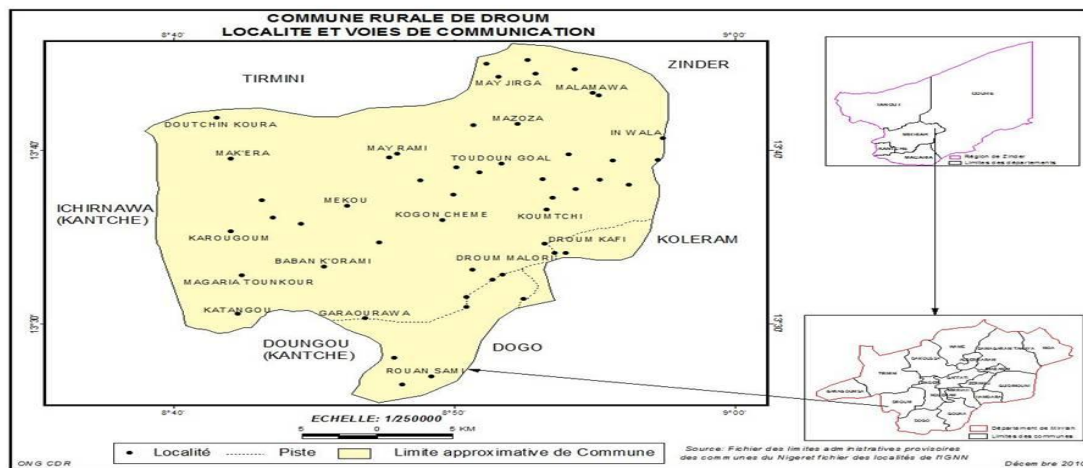 COMMUNE RURALE DE DROUM
LOCALITE ET VOIES DE COMMUNICATION
8°40'
9°00'
TIRMINI
ZINDER
MAY JIRGA
MALAMAWA
DOUTCHIN KOURA
MAZOZA
IN WALA
13°40'
MAK'ERA
MAY RAMI
TOUDOUN GOAL
13°40'
ICHIRNAWA
(KANTCHE)
MEKOU
KOGON CHEME
KOUMTCHI
KAROUGOUM
DROUM KAFI
KOLERAM
BABAN K'ORAMI
DROUM MALORI
MAGARIA TOUNKOUR
KATANGOU
GARAOURAWA
13°30'
13°30'
DOUNGOU
(KANTCHE)
DOGO
ROUAN SAMI
8°40'
8°50'
9°00'
ECHELLE: 1/250000
5 0 5 KM
Localité
Piste
Limite approximative de Commune
ONG CDR
Région de Zinder
Limites des départements
TIRMINI
DROUM
DOGO
GOUNA
Départment de Mirriah
Limites des communes
Source: Fichier des limites administratives provisoires
des communes du Niger et fichier des localités de l'IGNN
Décembre 2010